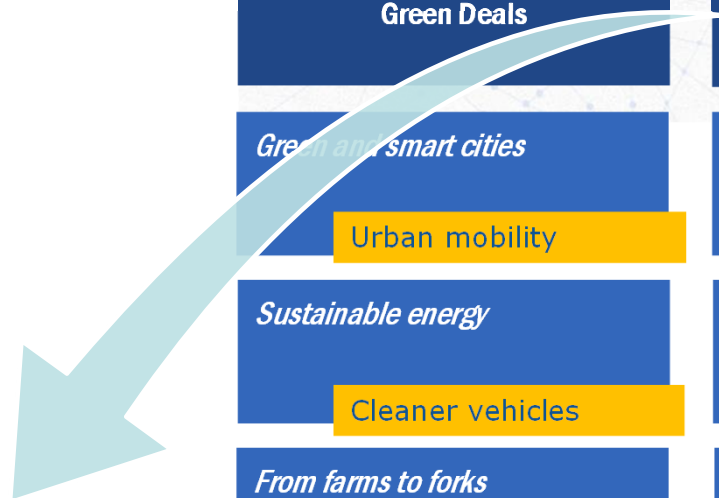 Green Deals
Green and smart cities
Urban mobility
Sustainable energy
Cleaner vehicles
From farms to forks